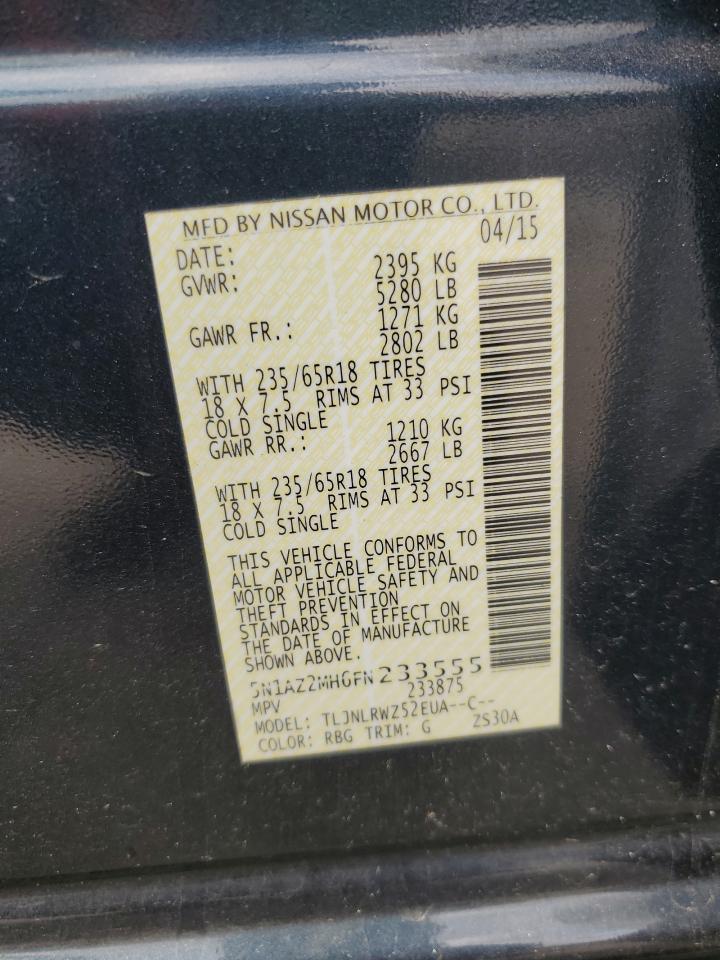 MFD BY NISSAN MOTOR CO., LTD.
DATE: 04/15
GVWR: 2395 KG
5280 LB
GAWR FR.: 1271 KG
2802 LB
WITH 235/65R18 TIRES
18 X 7.5 RIMS AT 33 PSI
COLD SINGLE
GAWR RR.: 1210 KG
2667 LB
WITH 235/65R18 TIRES
18 X 7.5 RIMS AT 33 PSI
COLD SINGLE
THIS VEHICLE CONFORMS TO
ALL APPLICABLE FEDERAL
MOTOR VEHICLE SAFETY AND
THEFT PREVENTION
STANDARDS IN EFFECT ON
THE DATE OF MANUFACTURE
SHOWN ABOVE.
5N1AZ2MH6FN233555
MPV 233875
MODEL: TLJNLRWZ52EUA--C--
COLOR: RBG TRIM: G ZS30A